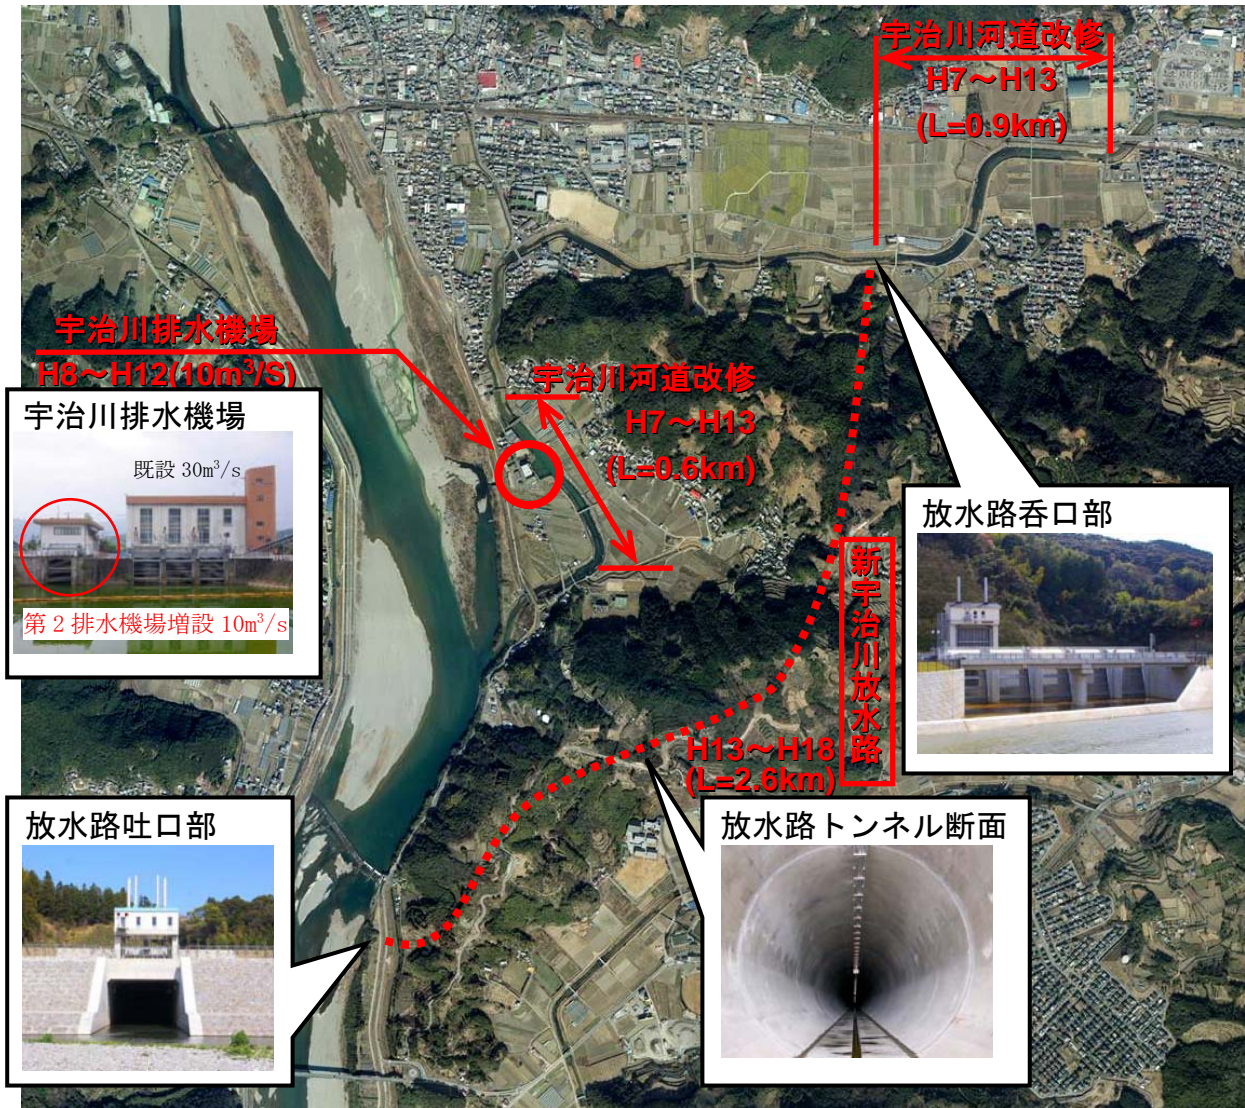 宇治川河道改修
H7～H13
(L=0.9km)
宇治川排水機場
H8～H12(10m³/S)
宇治川河道改修
H7～H13
(L=0.6km)
宇治川排水機場
既設 30m³/s
第2排水機場増設 10m³/s
放水路呑口部
新宇治川放水路
H13～H18
(L=2.6km)
放水路吐口部
放水路トンネル断面